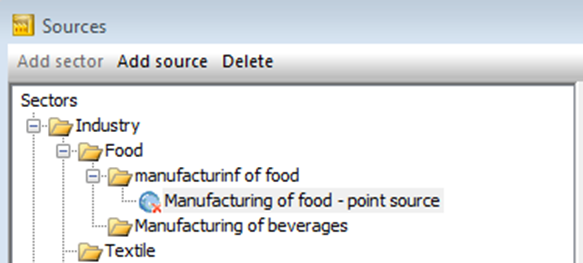 Sources
Add sector Add source Delete
Sectors
Industry
Food
manufacturinf of food
Manufacturing of food - point source
Manufacturing of beverages
Textile